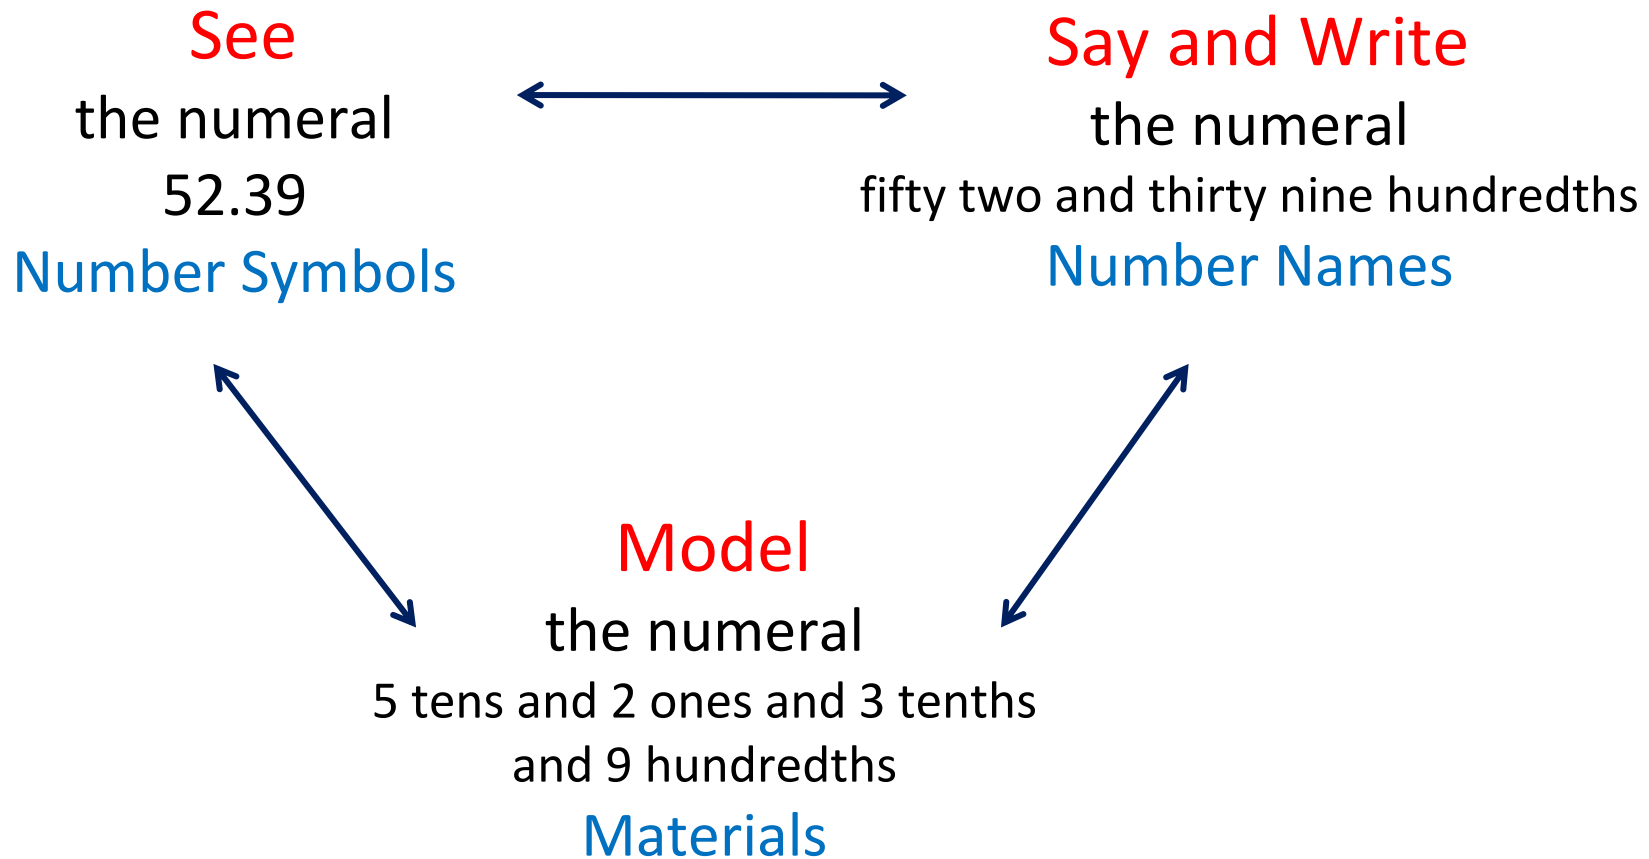 See
the numeral
52.39
Number Symbols
Say and Write
the numeral
fifty two and thirty nine hundredths
Number Names
Model
the numeral
5 tens and 2 ones and 3 tenths
and 9 hundredths
Materials